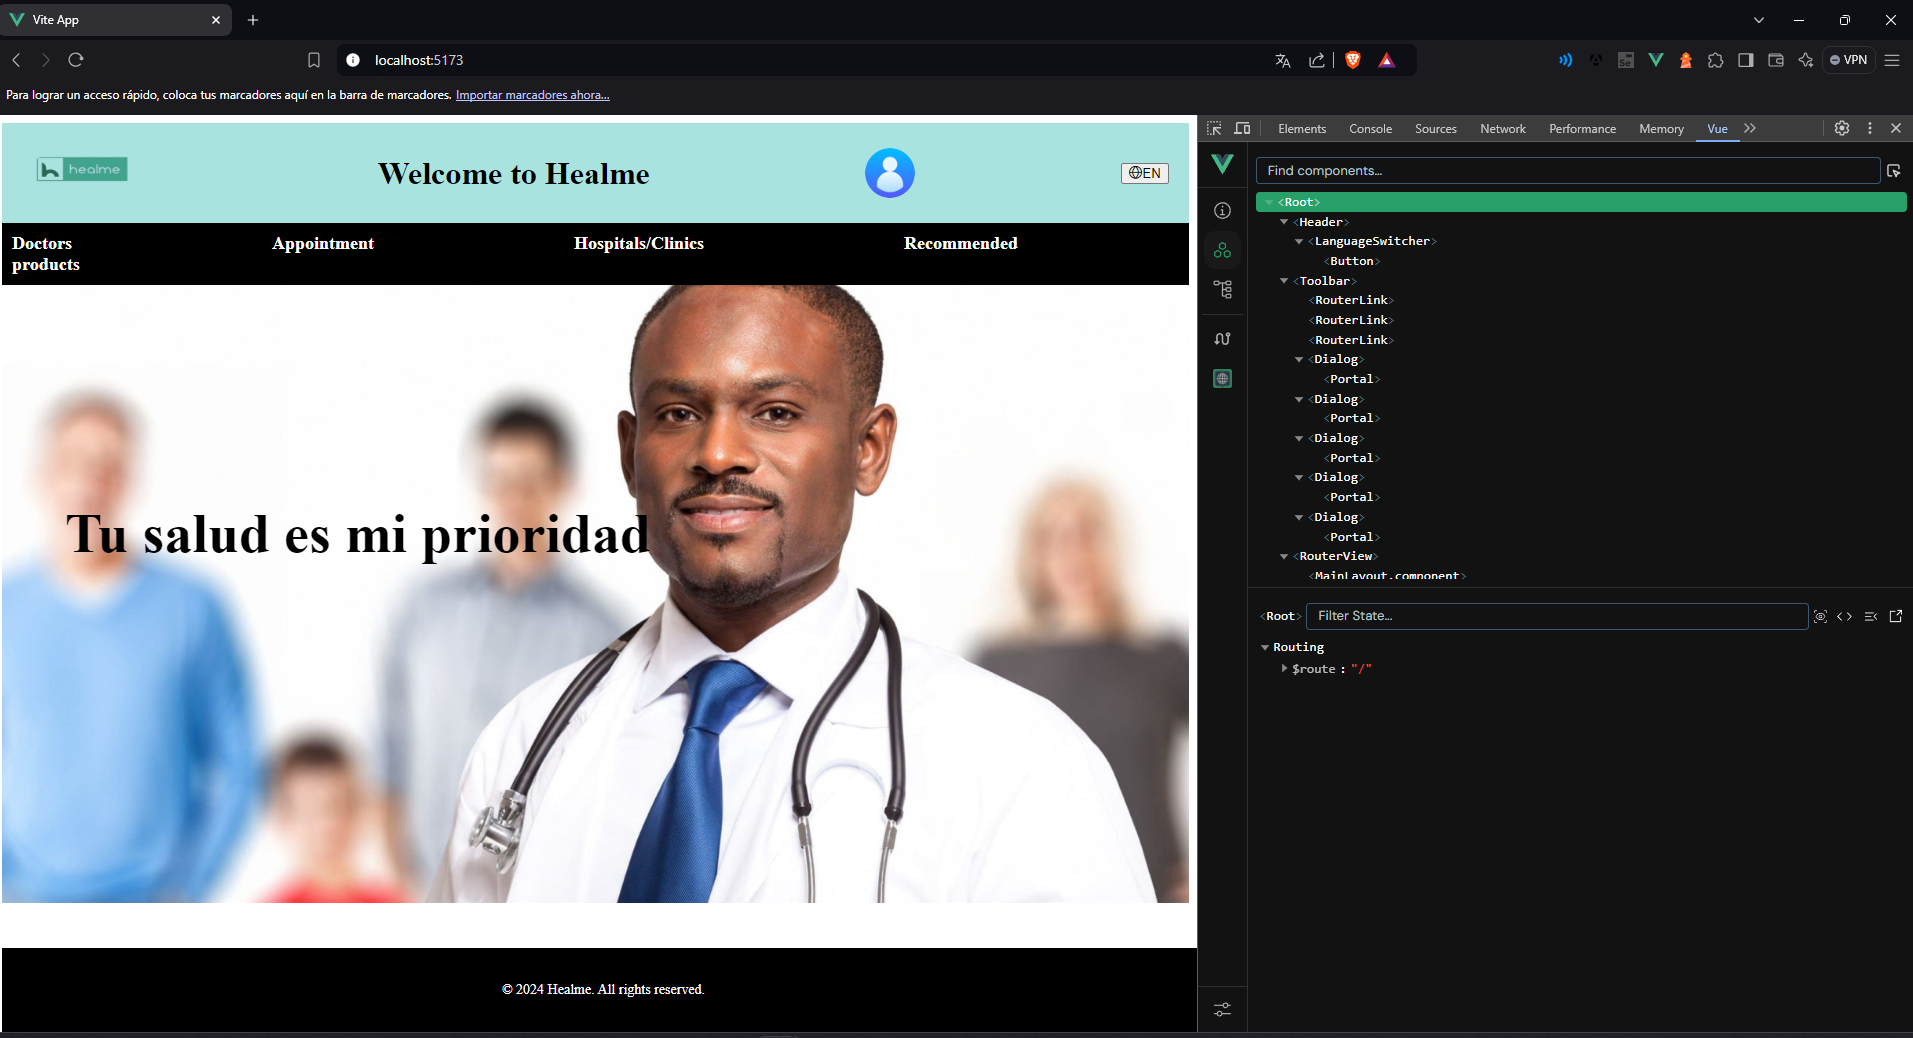 Vite App
localhost:5173
VPN
Para lograr un acceso rápido, coloca tus marcadores aquí en la barra de marcadores. Importar marcadores ahora...
healme
Welcome to Healme
EN
Doctors Appointment Hospitals/Clinics Recommended
products
Tu salud es mi prioridad
© 2024 Healme. All rights reserved.
Elements Console Sources Network Performance Memory Vue
Find components...
<Root>
<Header>
<LanguageSwitcher>
<Button>
<Toolbar>
<RouterLink>
<RouterLink>
<RouterLink>
<Dialog>
<Portal>
<Dialog>
<Portal>
<Dialog>
<Portal>
<Dialog>
<Portal>
<Dialog>
<Portal>
<RouterView>
<MainLayout.component>
<Root> Filter State...
Routing
$route : "/"